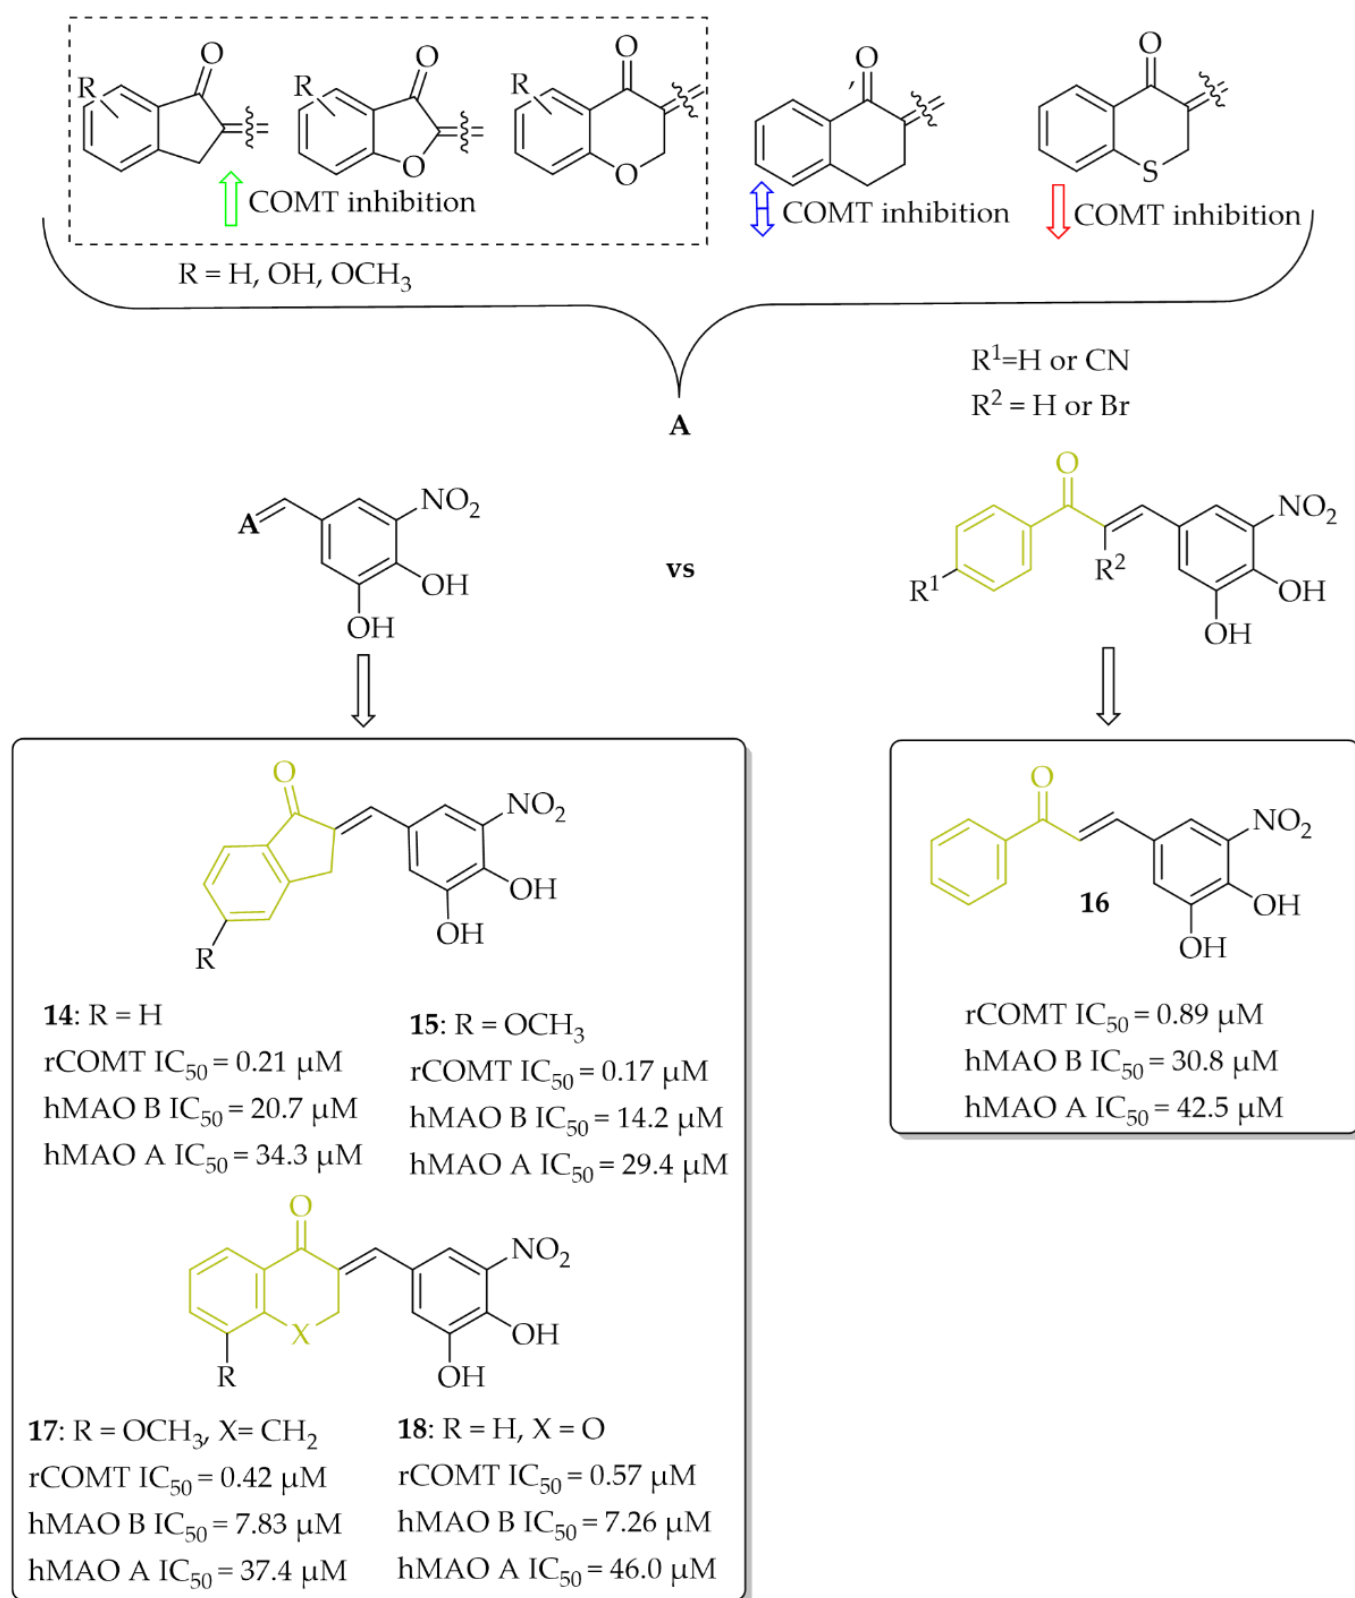 R
O
R
O
O
R
O
O
O
O
S
COMT inhibition
COMT inhibition
COMT inhibition
R = H, OH, OCH₃
R¹=H or CN
R² = H or Br
A
A
NO₂
OH
OH
vs
O
NO₂
R¹
R²
OH
OH
O
NO₂
OH
OH
R
14: R = H
rCOMT IC₅₀ = 0.21 µM
hMAO B IC₅₀ = 20.7 µM
hMAO A IC₅₀ = 34.3 µM
15: R = OCH₃
rCOMT IC₅₀ = 0.17 µM
hMAO B IC₅₀ = 14.2 µM
hMAO A IC₅₀ = 29.4 µM
O
NO₂
X
OH
OH
R
17: R = OCH₃, X= CH₂
rCOMT IC₅₀ = 0.42 µM
hMAO B IC₅₀ = 7.83 µM
hMAO A IC₅₀ = 37.4 µM
18: R = H, X = O
rCOMT IC₅₀ = 0.57 µM
hMAO B IC₅₀ = 7.26 µM
hMAO A IC₅₀ = 46.0 µM
O
NO₂
16
OH
OH
rCOMT IC₅₀ = 0.89 µM
hMAO B IC₅₀ = 30.8 µM
hMAO A IC₅₀ = 42.5 µM